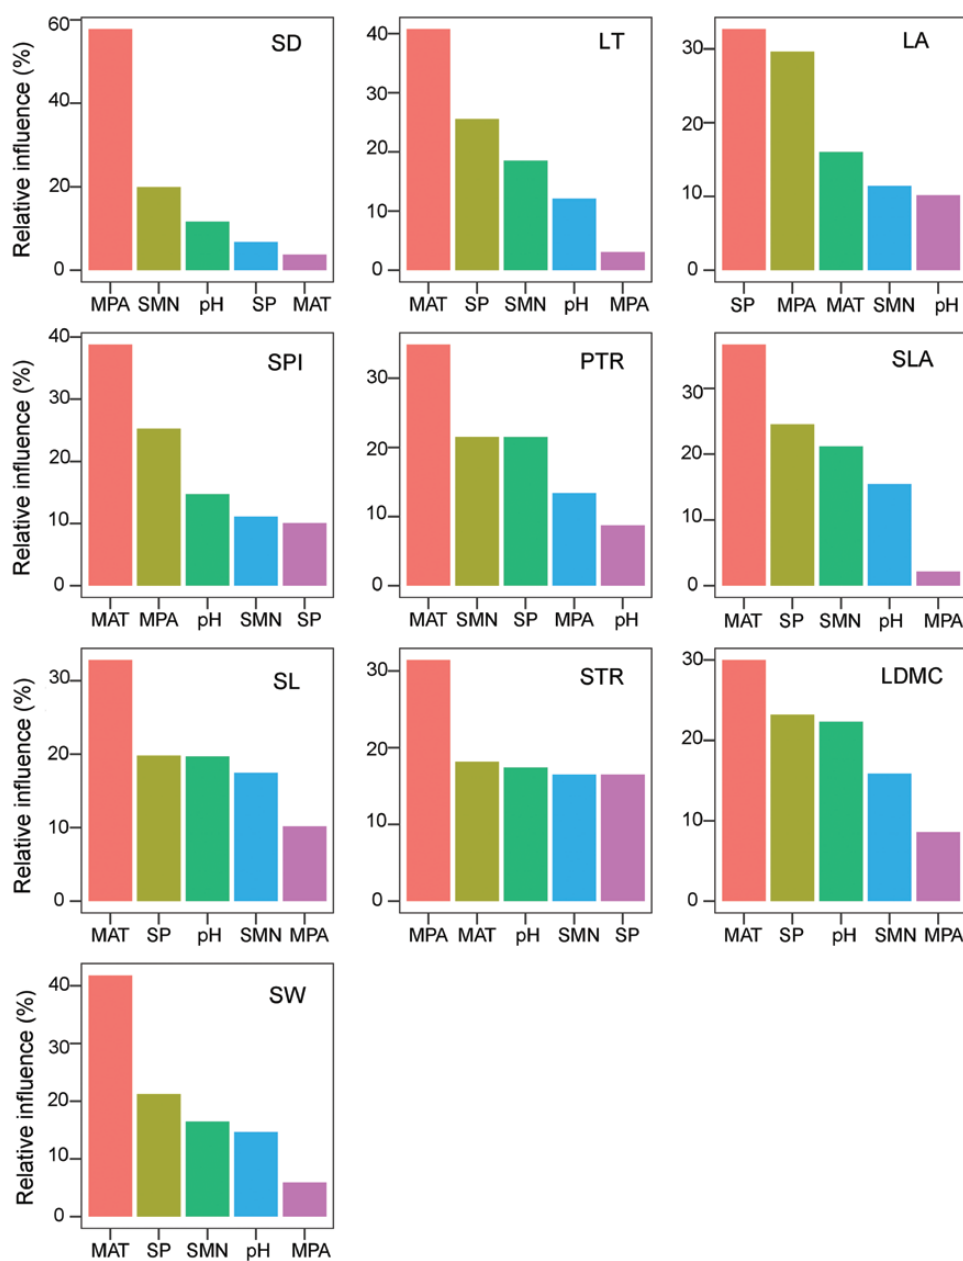 Relative influence (%)
60
40
20
0
SD
MPA SMN pH SP MAT
40
30
20
10
0
LT
MAT SP SMN pH MPA
30
20
10
0
LA
SP MPA MAT SMN pH
Relative influence (%)
40
30
20
10
0
SPI
MAT MPA pH SMN SP
30
20
10
0
PTR
MAT SMN SP MPA pH
30
20
10
0
SLA
MAT SP SMN pH MPA
Relative influence (%)
30
20
10
0
SL
MAT SP pH SMN MPA
30
20
10
0
STR
MPA MAT pH SMN SP
30
20
10
0
LDMC
MAT SP pH SMN MPA
Relative influence (%)
40
30
20
10
0
SW
MAT SP SMN pH MPA